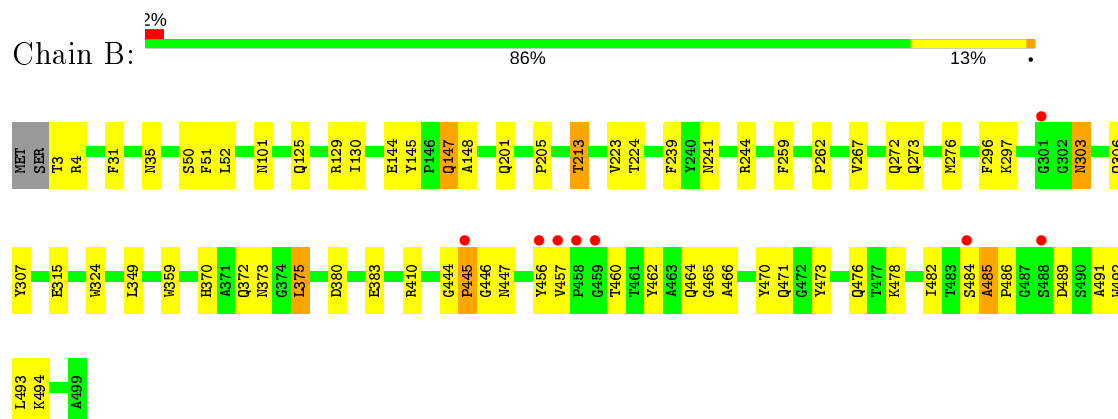 2%
Chain B:
86%
13%
MET SER T3 R4 F31 N35 S50 F51 L52 N101 Q125 R129 I130 E144 Y145 P146 Q147 A148 Q201 P205 T213 V223 T224 F239 Y240 N241 R244 F259 P262 V267 Q272 Q273 M276 F296 K297 G301 G302 N303
Y307 E315 W324 L349 W359 H370 A371 Q372 N373 G374 L375 D380 E383 R410 G444 P445 G446 N447 Y456 V457 P458 G459 T460 T461 Y462 A463 Q464 G465 A466 Y470 Q471 G472 Y473 Q476 T477 K478 I482 T483 S484 A485 P486 G487 S488 D489 S490 A491 W492
L493 K494 A499